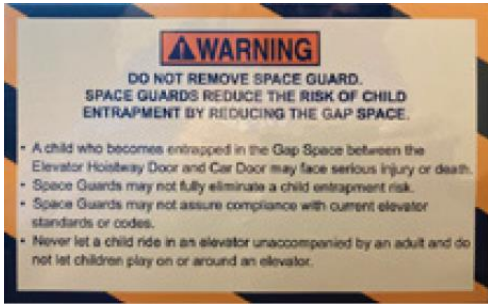 WARNING
DO NOT REMOVE SPACE GUARD.
SPACE GUARDS REDUCE THE RISK OF CHILD
ENTRAPMENT BY REDUCING THE GAP SPACE.
• A child who becomes entrapped in the Gap Space between the
Elevator Hoistway Door and Car Door may face serious injury or death.
• Space Guards may not fully eliminate a child entrapment risk.
• Space Guards may not assure compliance with current elevator
standards or codes.
• Never let a child ride in an elevator unaccompanied by an adult and do
not let children play on or around an elevator.